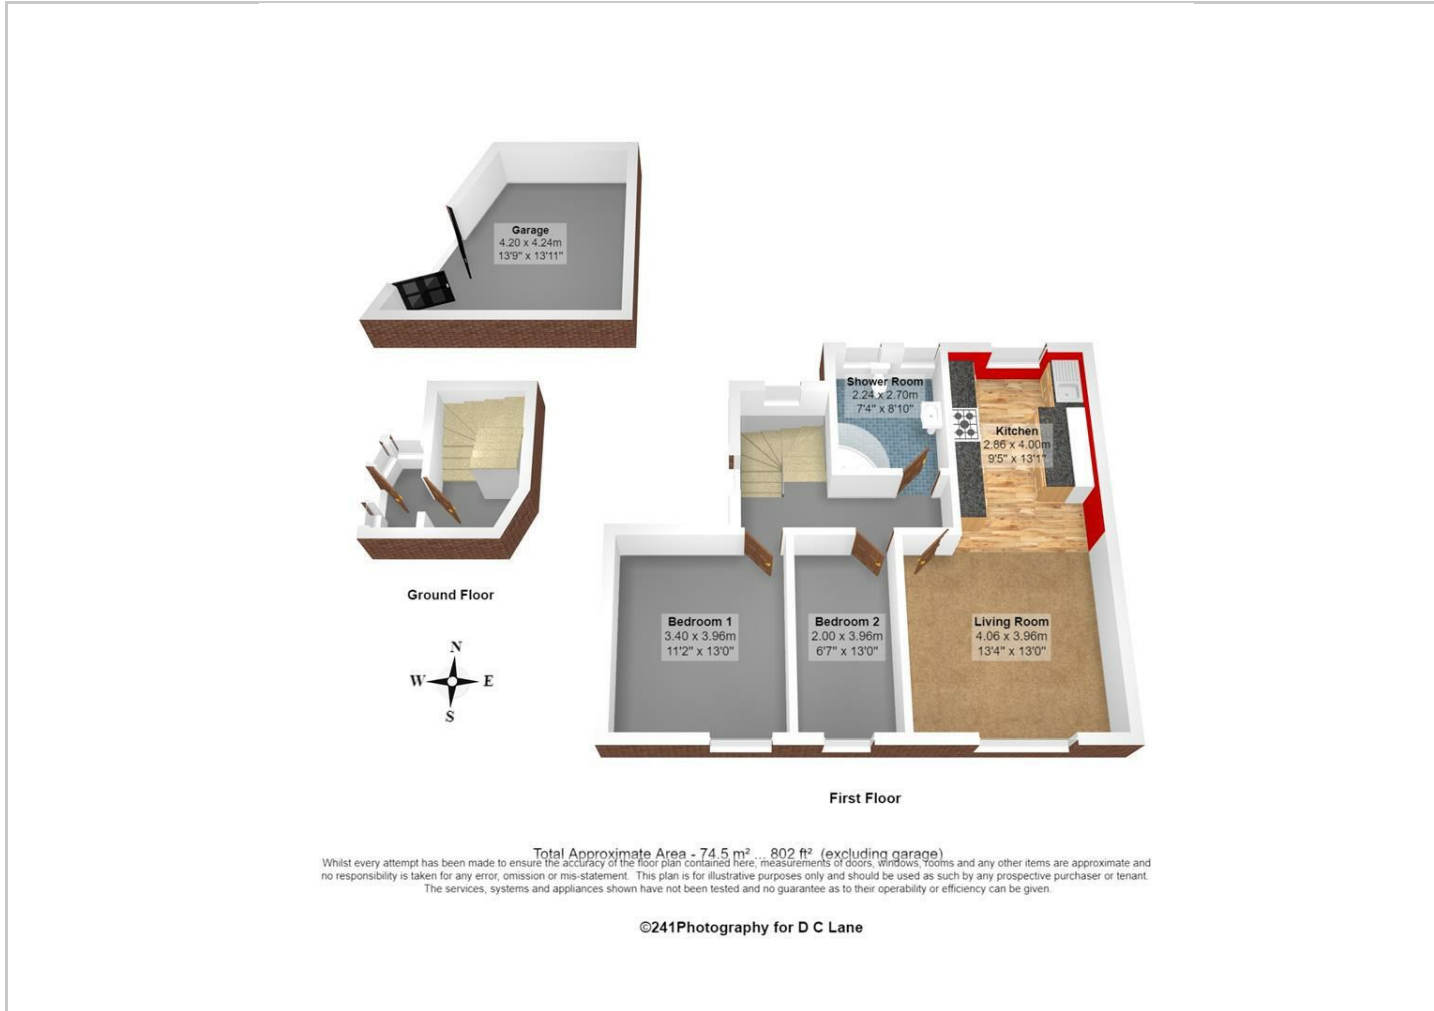 Garage
4.20 x 4.24m
13'9" x 13'11"
Shower Room
2.24 x 2.70m
7'4" x 8'10"
Kitchen
2.86 x 4.00m
9'5" x 13'1"
Ground Floor
N
W E
S
Bedroom 1
3.40 x 3.96m
11'2" x 13'0"
Bedroom 2
2.00 x 3.96m
6'7" x 13'0"
Living Room
4.06 x 3.96m
13'4" x 13'0"
First Floor
Total Approximate Area - 74.5 m² ... 802 ft² (excluding garage)
Whilst every attempt has been made to ensure the accuracy of the floor plan contained here, measurements of doors, windows, rooms and any other items are approximate and
no responsibility is taken for any error, omission or mis-statement. This plan is for illustrative purposes only and should be used as such by any prospective purchaser or tenant.
The services, systems and appliances shown have not been tested and no guarantee as to their operability or efficiency can be given.
©241Photography for D C Lane